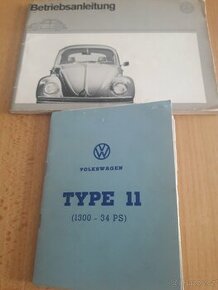 Betriebsanleitung
VOLKSWAGEN
TYPE 11
(1300 - 34 PS)